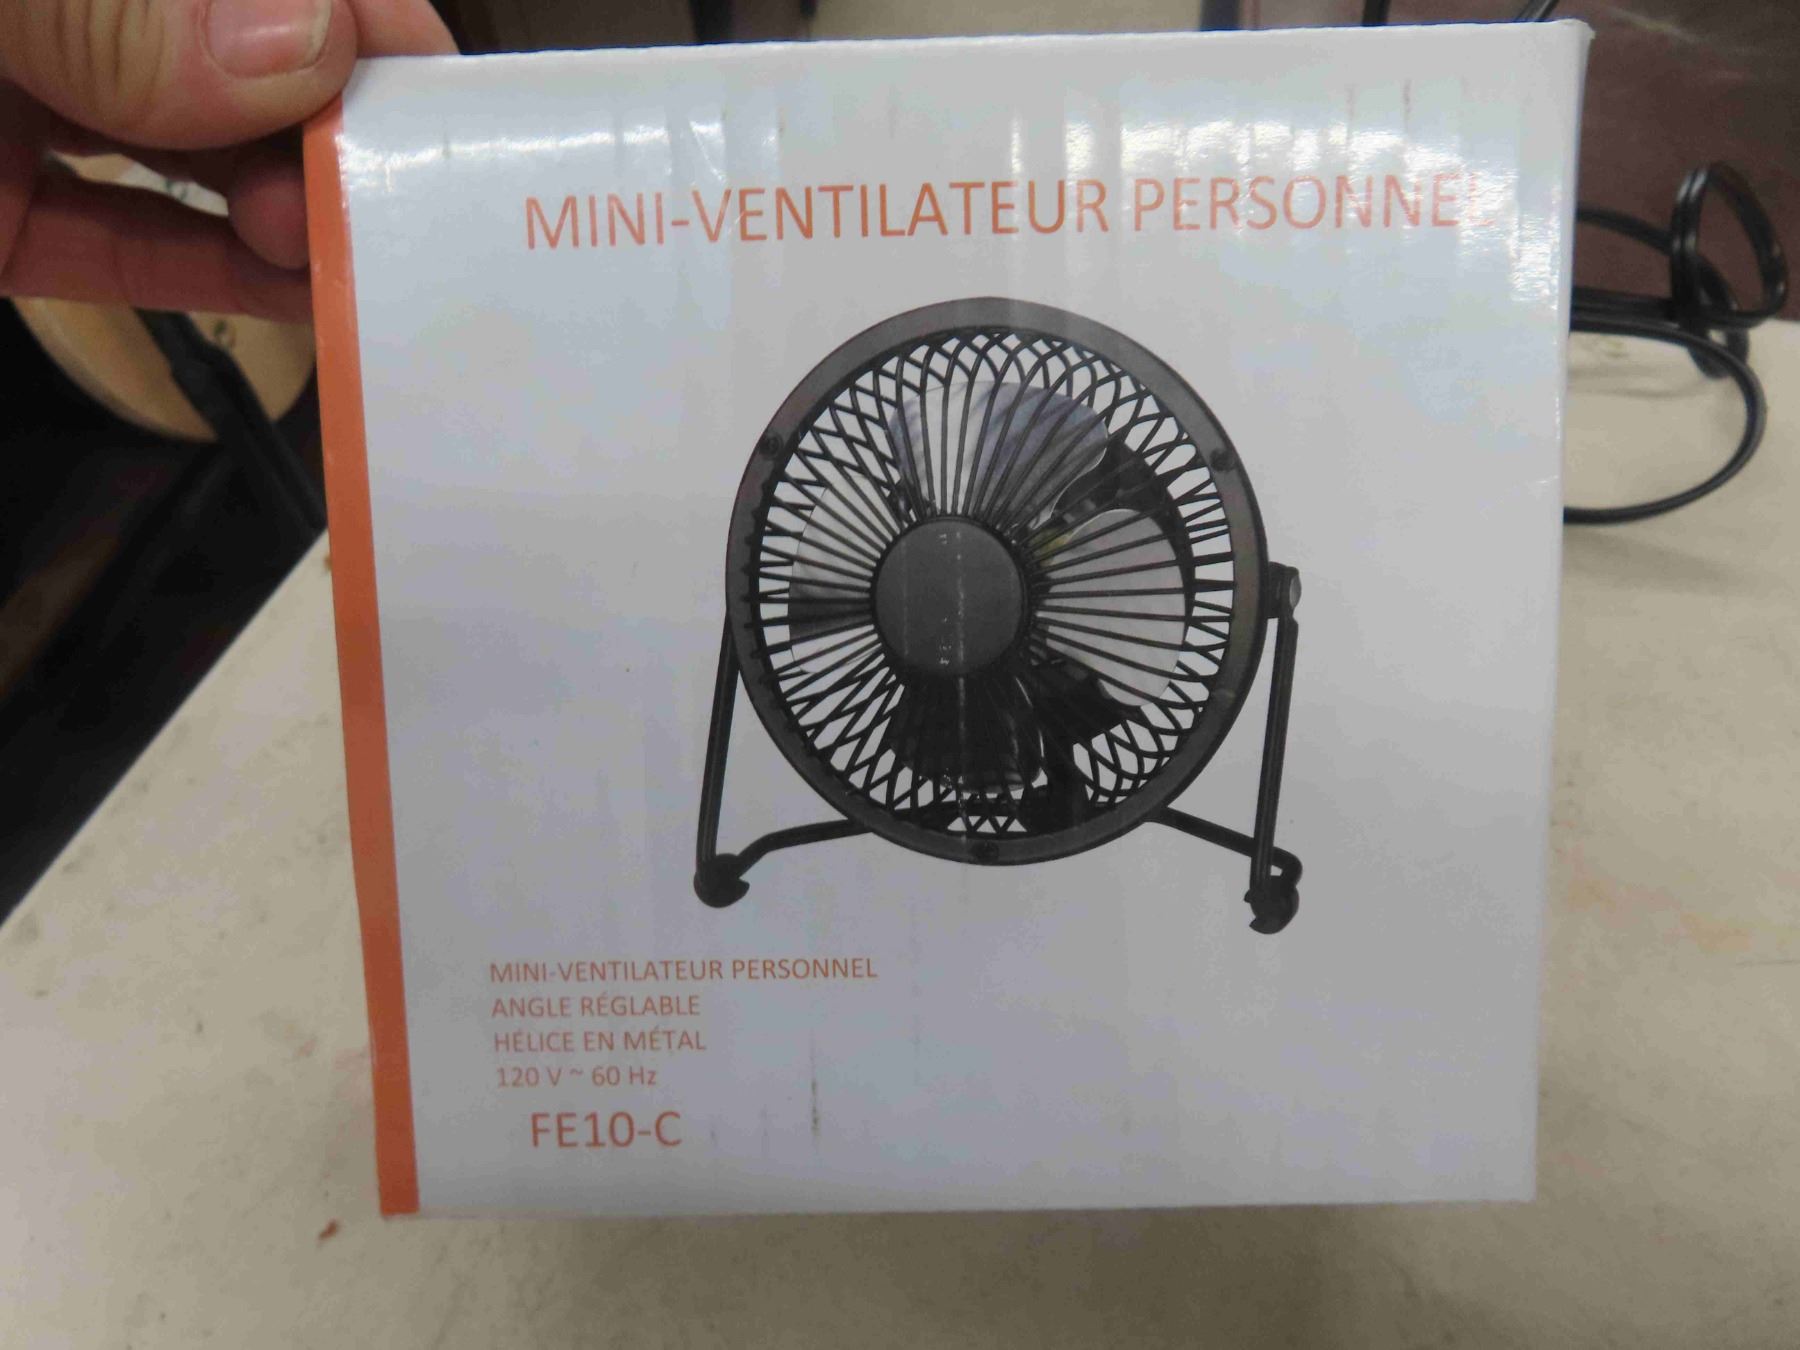 MINI-VENTILATEUR PERSONNEL
MINI-VENTILATEUR PERSONNEL
ANGLE RÉGLABLE
HÉLICE EN MÉTAL
120 V ~ 60 Hz
FE10-C